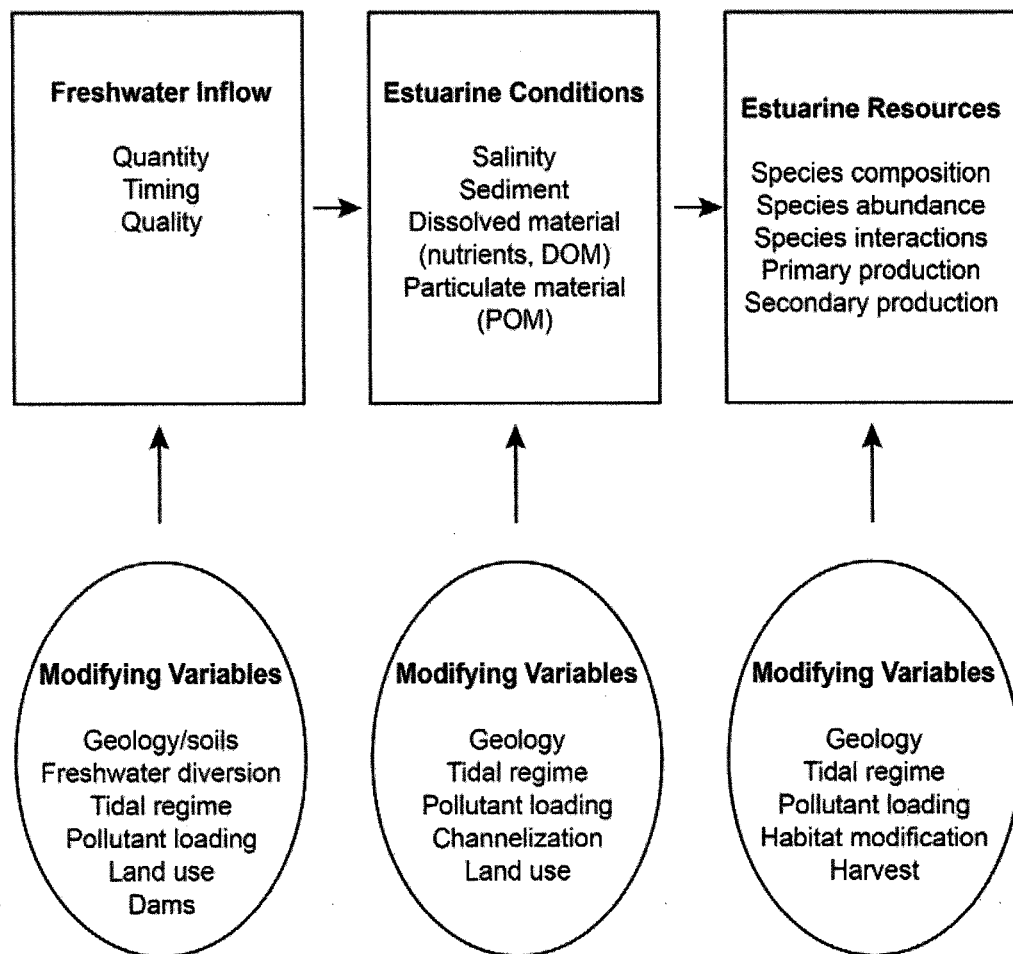 Freshwater Inflow
Quantity
Timing
Quality
Estuarine Conditions
Salinity
Sediment
Dissolved material
(nutrients, DOM)
Particulate material
(POM)
Estuarine Resources
Species composition
Species abundance
Species interactions
Primary production
Secondary production
Modifying Variables
Geology/soils
Freshwater diversion
Tidal regime
Pollutant loading
Land use
Dams
Modifying Variables
Geology
Tidal regime
Pollutant loading
Channelization
Land use
Modifying Variables
Geology
Tidal regime
Pollutant loading
Habitat modification
Harvest